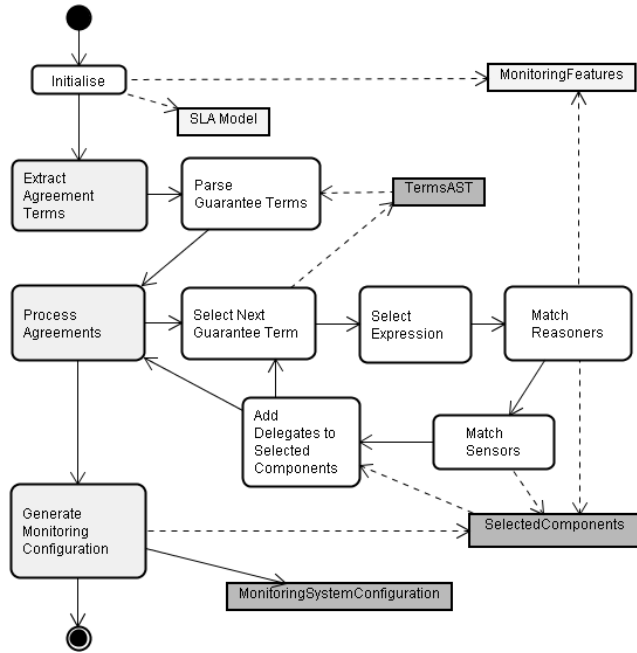 Initialise
MonitoringFeatures
SLA Model
Extract
Agreement
Terms
Parse
Guarantee Terms
TermsAST
Process
Agreements
Select Next
Guarantee Term
Select
Expression
Match
Reasoners
Add
Delegates to
Selected
Components
Match
Sensors
Generate
Monitoring
Configuration
SelectedComponents
MonitoringSystemConfiguration